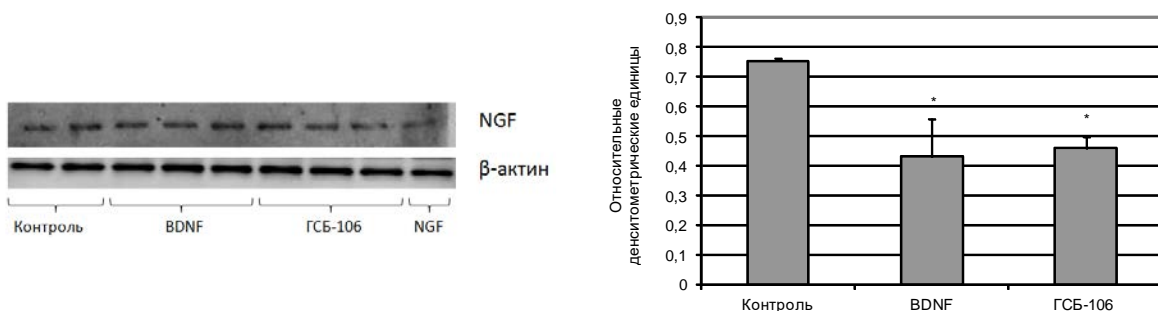 NGF
β-актин
Контроль BDNF ГСБ-106 NGF
Относительные
денситометрические единицы
0,9
0,8
0,7
0,6
0,5
0,4
0,3
0,2
0,1
0
*
*
Контроль BDNF ГСБ-106